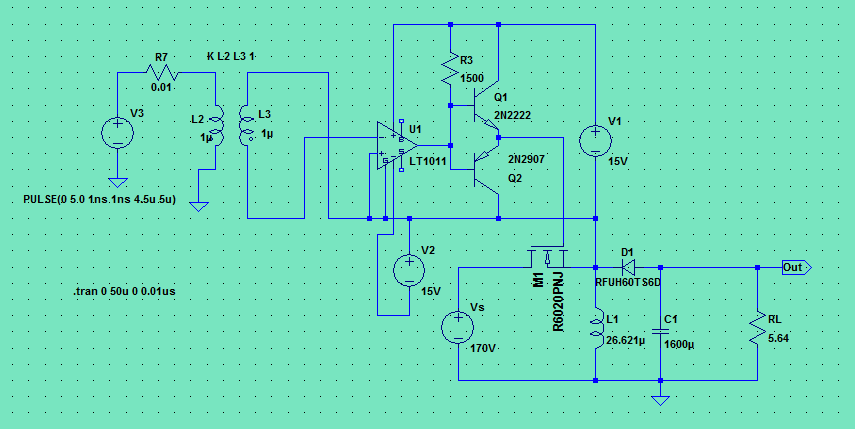 R7
K L2 L3 1
0.01
V3
L2
1µ
L3
1µ
PULSE(0 5.0 1ns 1ns 4.5u 5u)
.tran 0 50u 0 0.01us
R3
1500
Q1
2N2222
U1
LT1011
B
G
S
2N2907
Q2
V1
15V
V2
15V
M1
R6020PNJ
Vs
170V
D1
RFUH60TS6D
L1
26.621µ
C1
1600µ
RL
5.64
Out